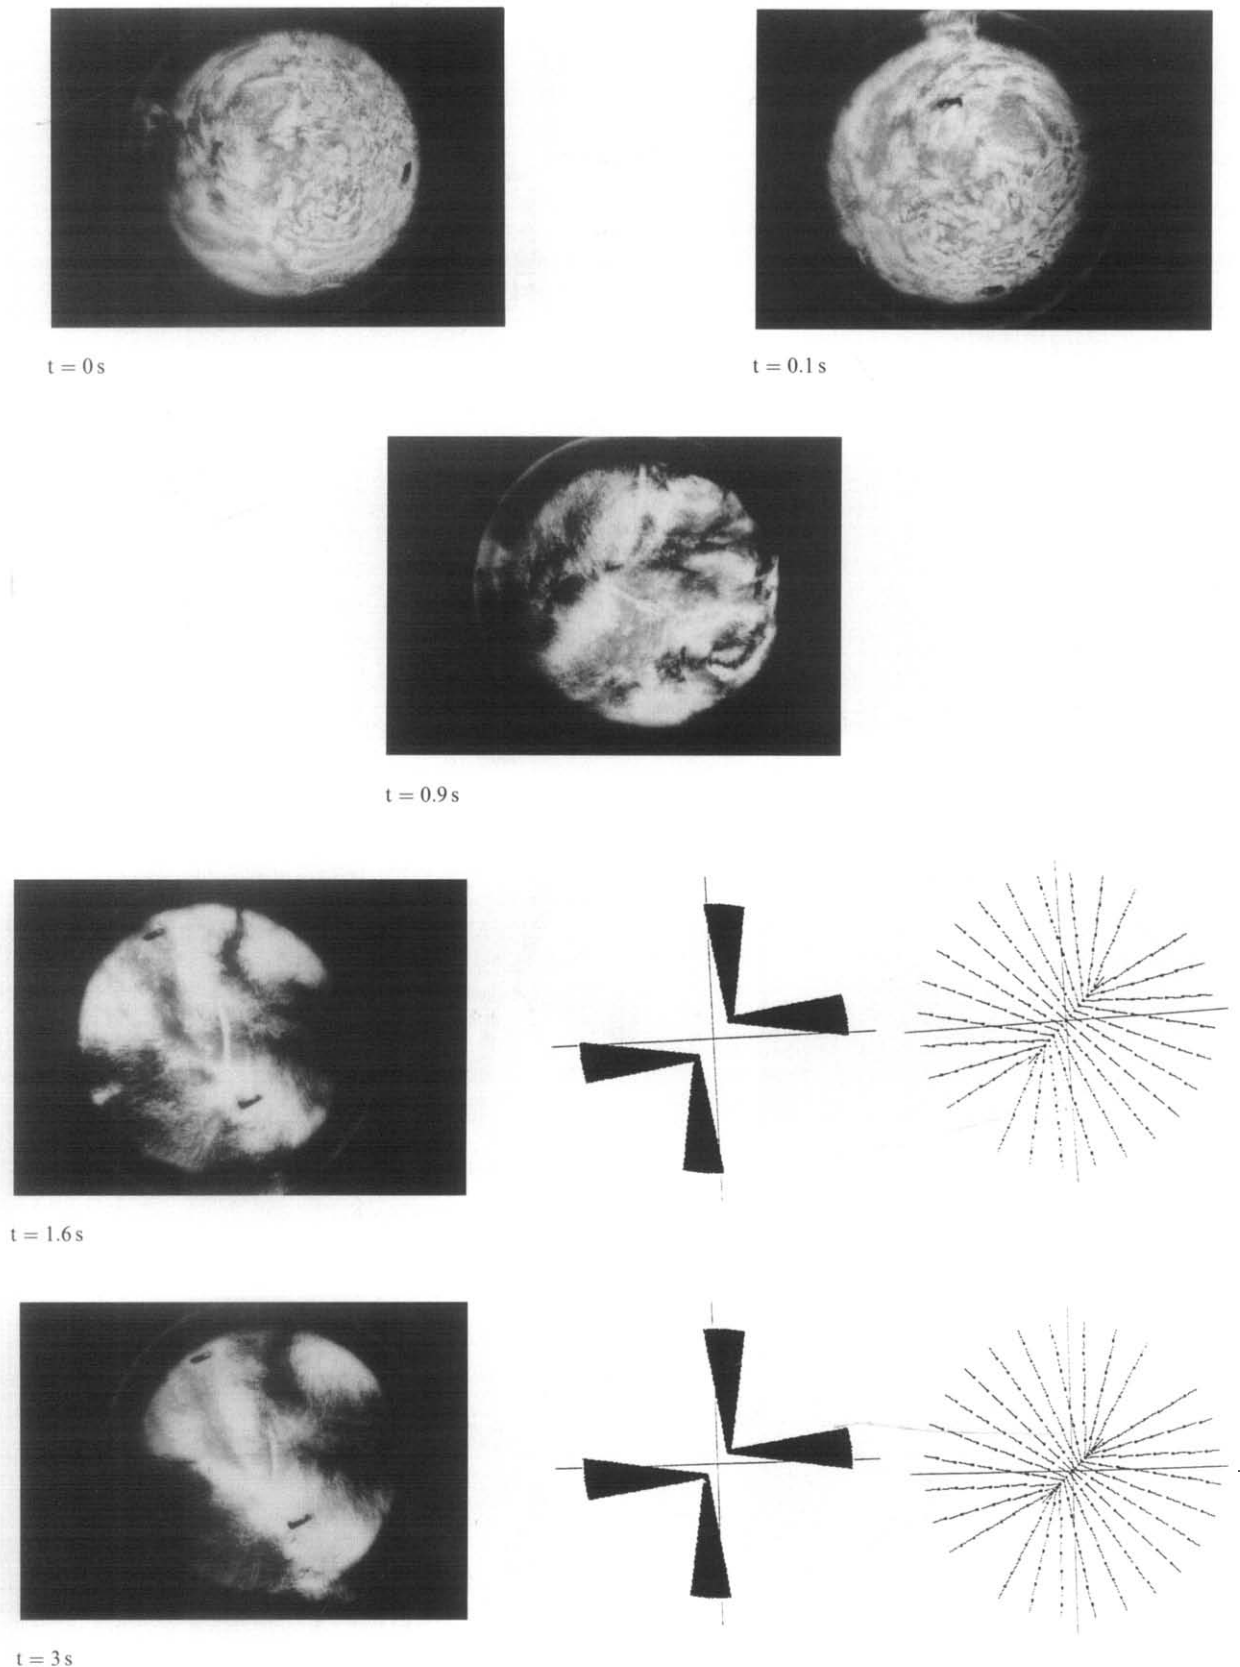 t = 0 s
t = 0.1 s
t = 0.9 s
t = 1.6 s
t = 3 s